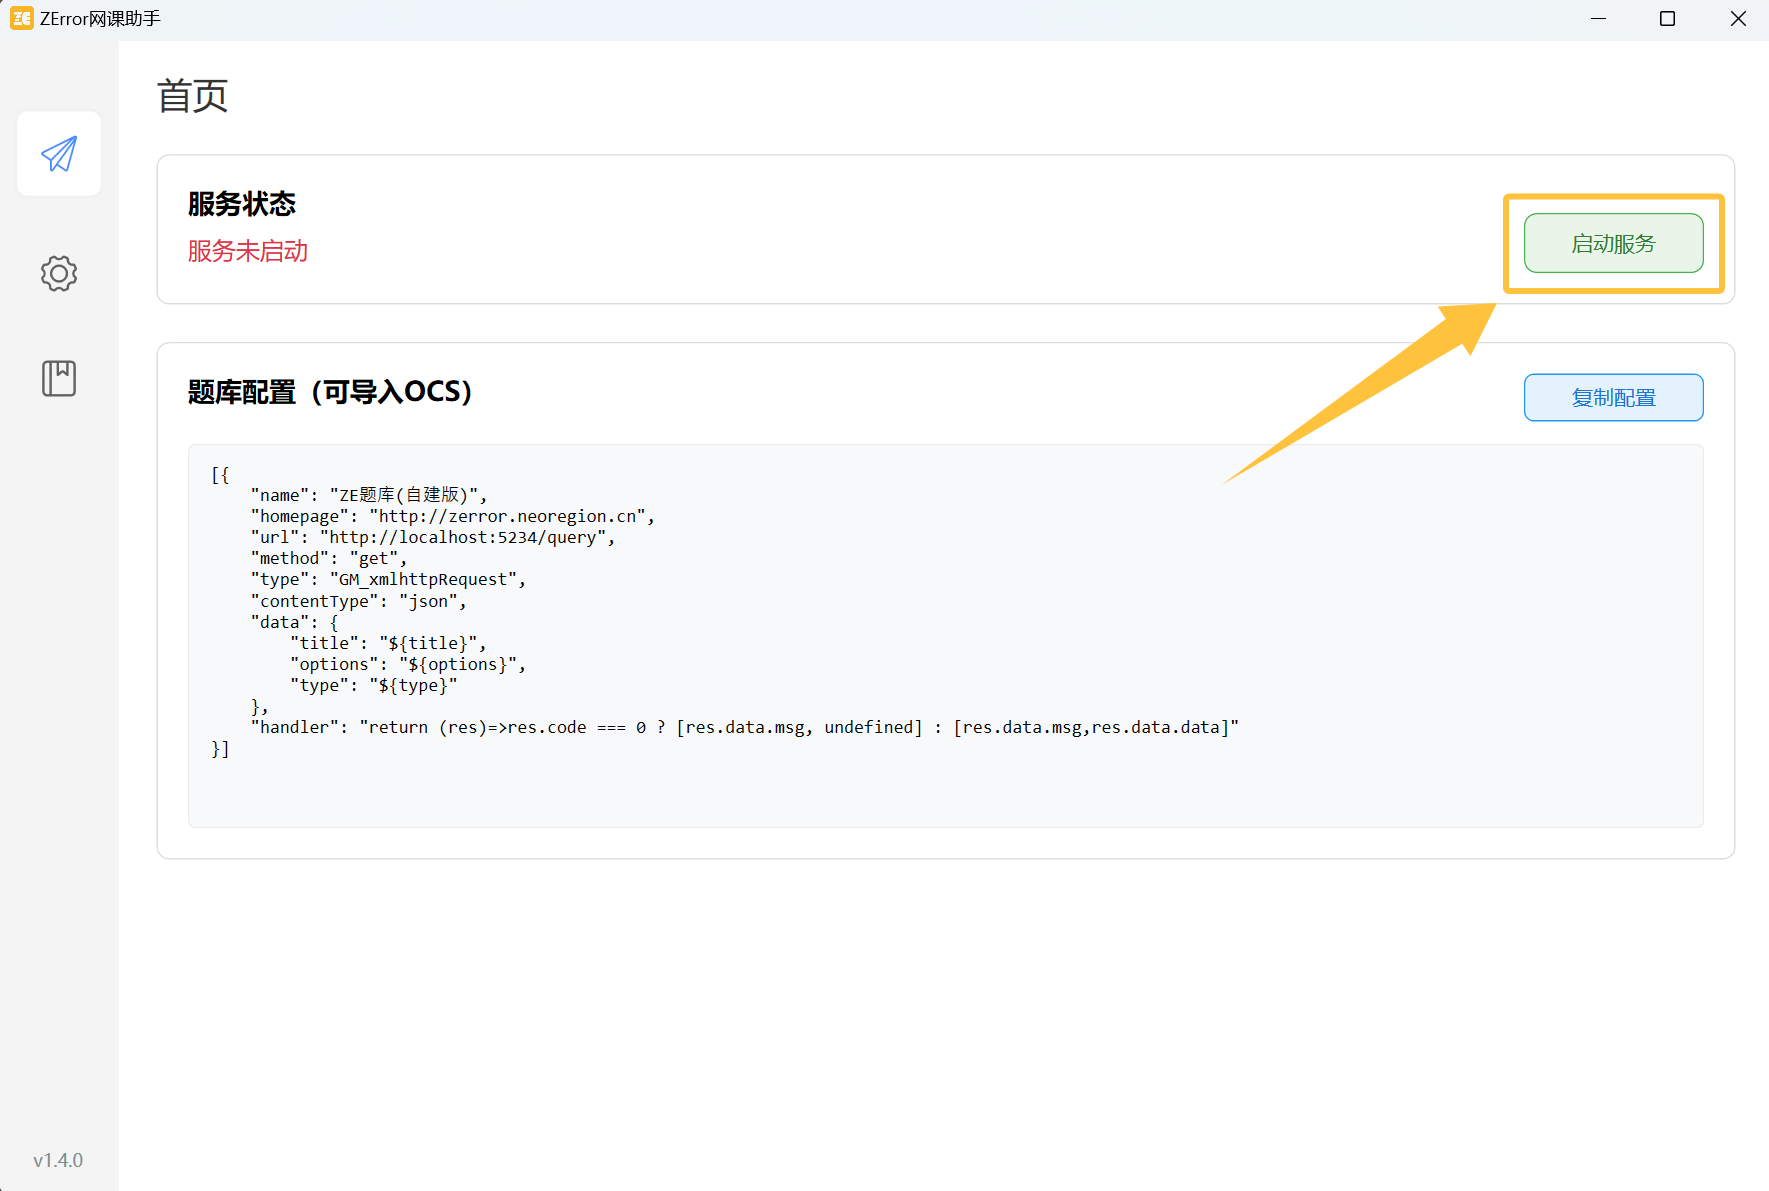 ZE ZError网课助手
首页
服务状态
服务未启动
启动服务
题库配置（可导入OCS）
复制配置
[{
    "name": "ZE题库(自建版)",
    "homepage": "http://zerror.neoregion.cn",
    "url": "http://localhost:5234/query",
    "method": "get",
    "type": "GM_xmlhttpRequest",
    "contentType": "json",
    "data": {
        "title": "${title}",
        "options": "${options}",
        "type": "${type}"
    },
    "handler": "return (res)=>res.code === 0 ? [res.data.msg, undefined] : [res.data.msg,res.data.data]"
}]
v1.4.0